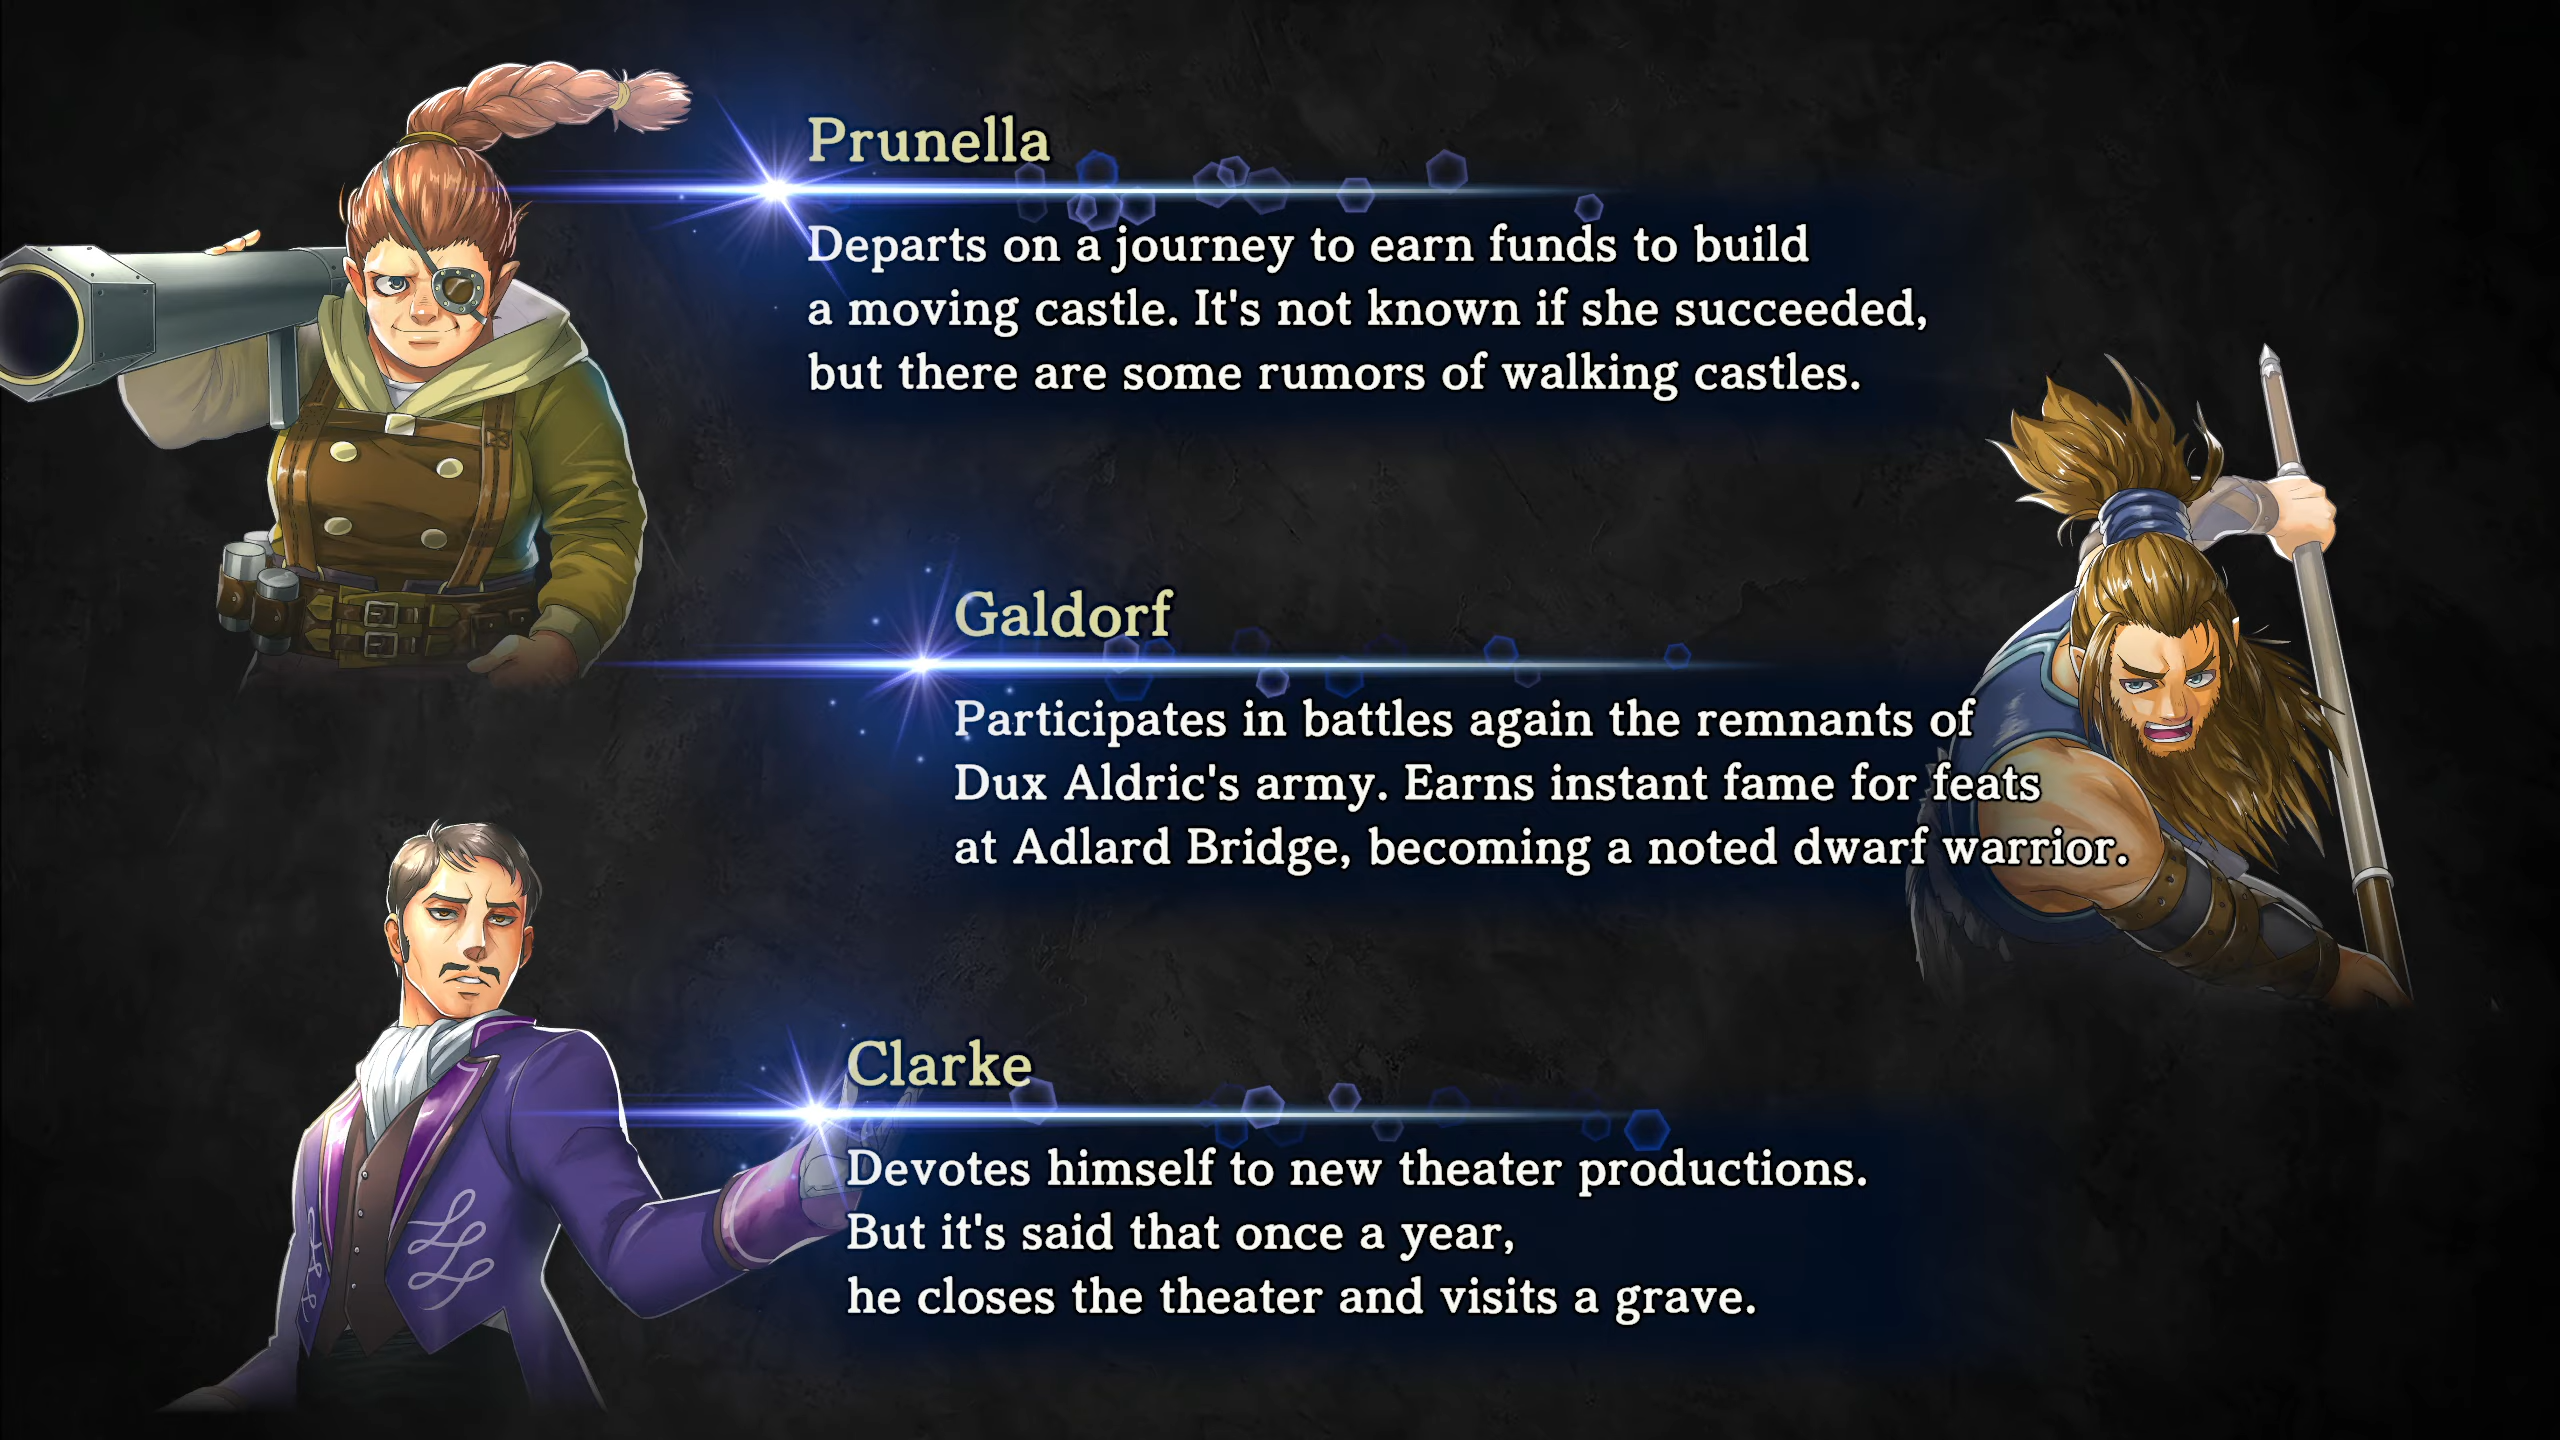 Prunella
Departs on a journey to earn funds to build
a moving castle. It's not known if she succeeded,
but there are some rumors of walking castles.
Galdorf
Participates in battles again the remnants of
Dux Aldric's army. Earns instant fame for feats
at Adlard Bridge, becoming a noted dwarf warrior.
Clarke
Devotes himself to new theater productions.
But it's said that once a year,
he closes the theater and visits a grave.